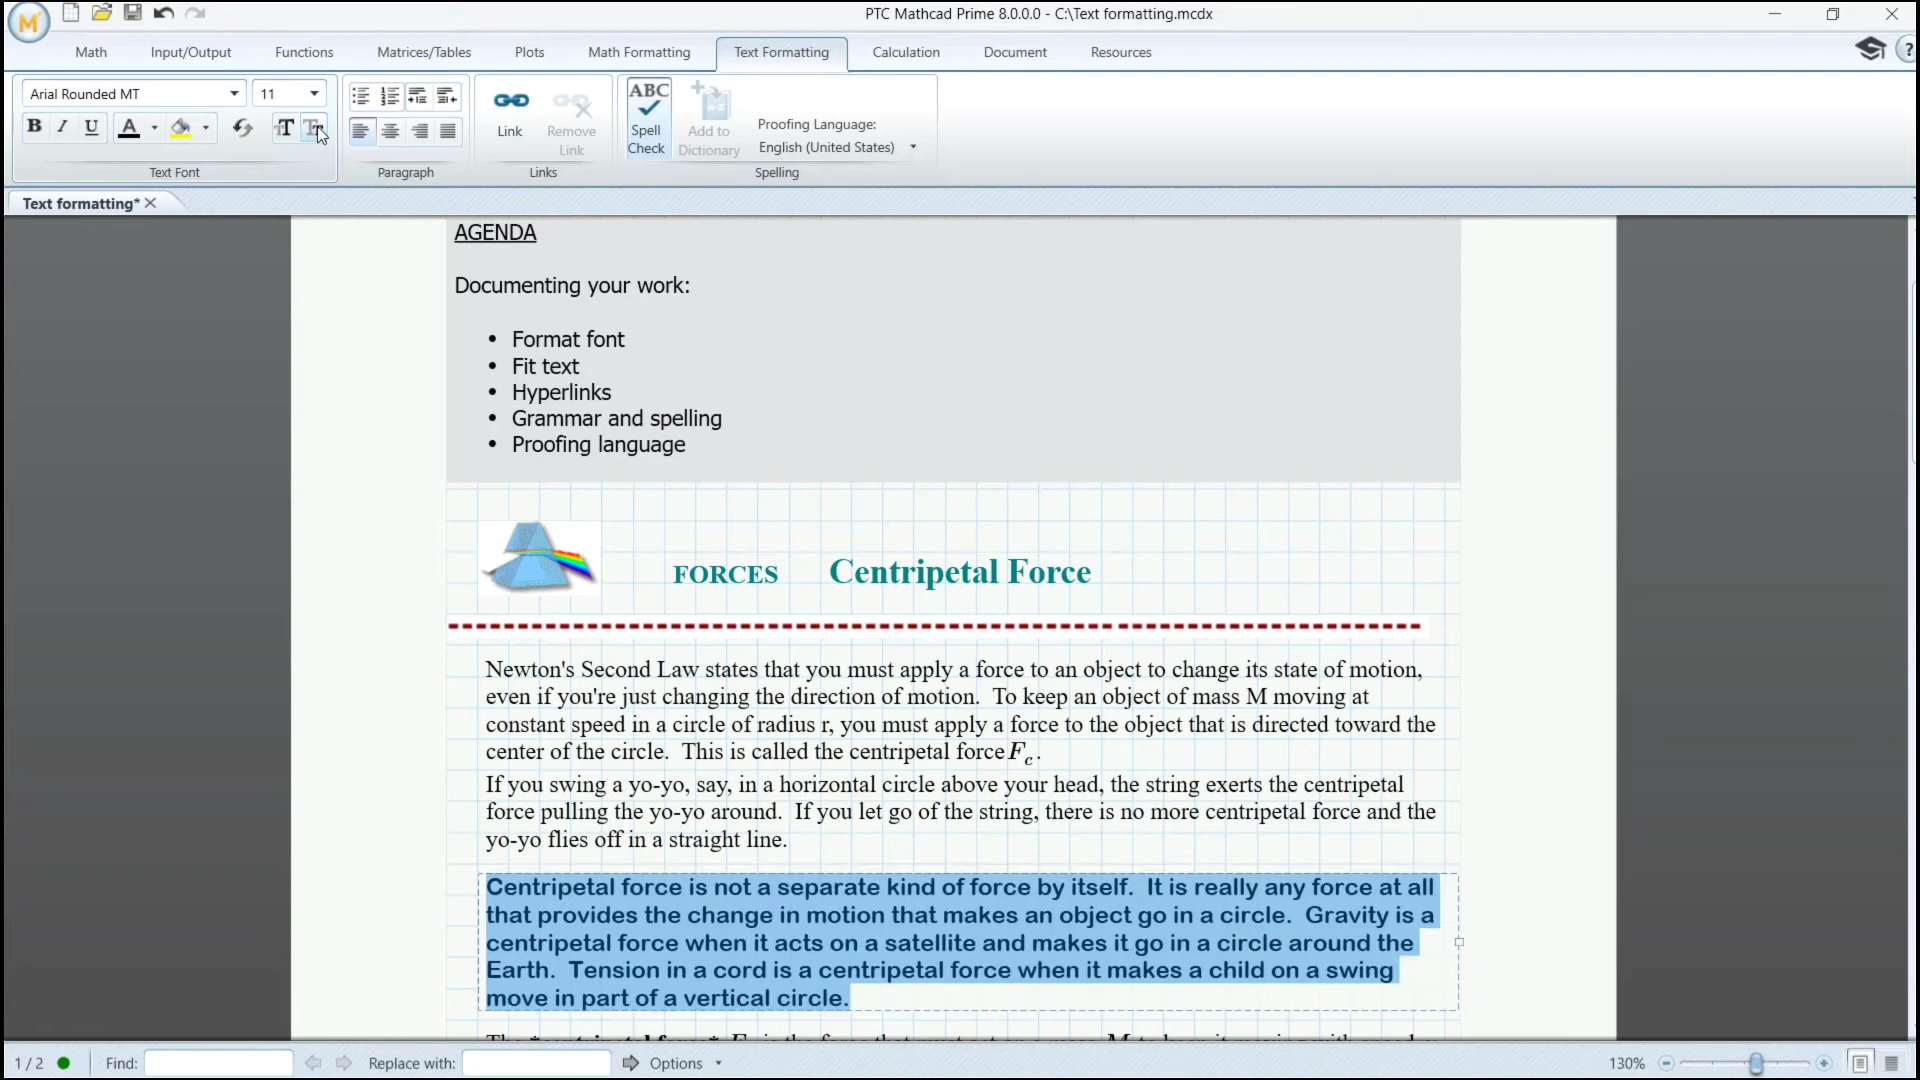 M
PTC Mathcad Prime 8.0.0.0 - C:\Text formatting.mcdx
Math Input/Output Functions Matrices/Tables Plots Math Formatting Text Formatting Calculation Document Resources
?
Arial Rounded MT 11
B I U A T T
Text Font
Paragraph
Link
Remove
Link
Links
ABC
Spell
Check
Add to
Dictionary
Proofing Language:
English (United States)
Spelling
Text formatting*
AGENDA
Documenting your work:
• Format font
• Fit text
• Hyperlinks
• Grammar and spelling
• Proofing language
FORCES Centripetal Force
Newton's Second Law states that you must apply a force to an object to change its state of motion,
even if you're just changing the direction of motion. To keep an object of mass M moving at
constant speed in a circle of radius r, you must apply a force to the object that is directed toward the
center of the circle. This is called the centripetal force Fc.
If you swing a yo-yo, say, in a horizontal circle above your head, the string exerts the centripetal
force pulling the yo-yo around. If you let go of the string, there is no more centripetal force and the
yo-yo flies off in a straight line.
Centripetal force is not a separate kind of force by itself. It is really any force at all
that provides the change in motion that makes an object go in a circle. Gravity is a
centripetal force when it acts on a satellite and makes it go in a circle around the
Earth. Tension in a cord is a centripetal force when it makes a child on a swing
move in part of a vertical circle.
1 / 2 Find: Replace with: Options 130%